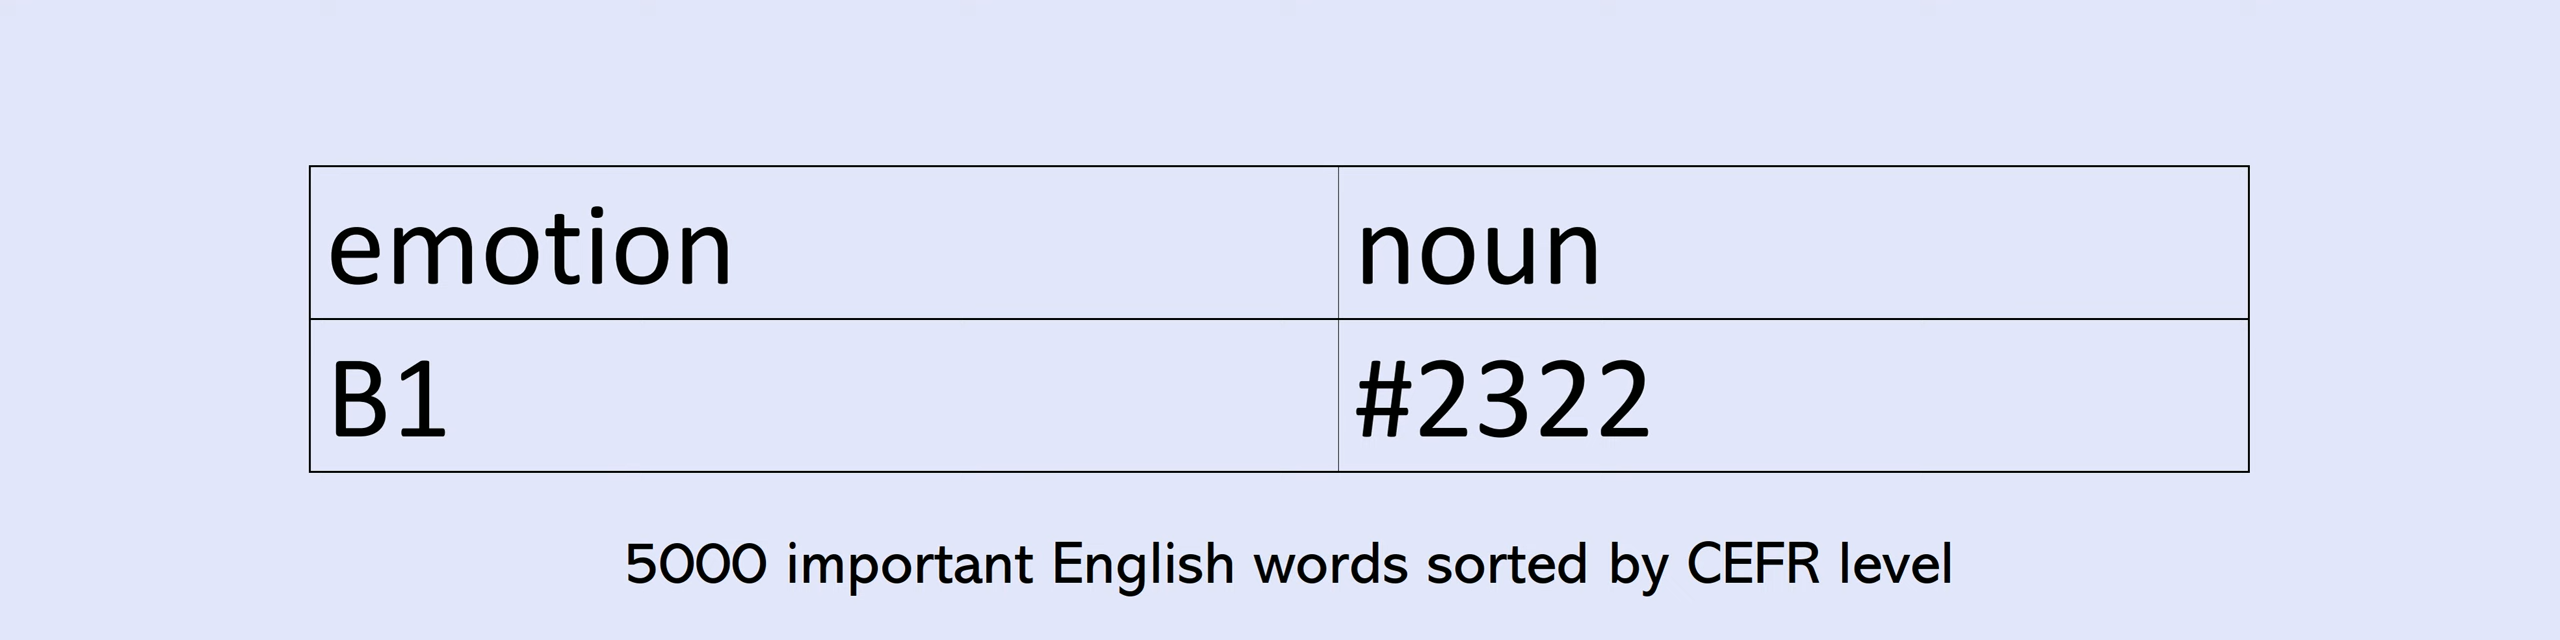 emotion noun
B1 #2322
5000 important English words sorted by CEFR level